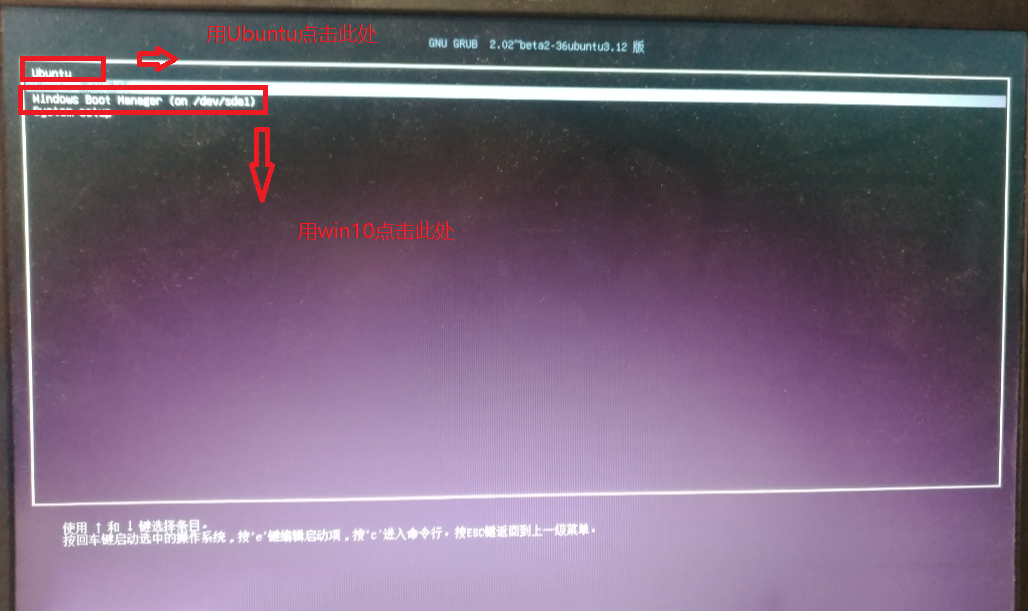 用Ubuntu点击此处
GNU GRUB 2.02~beta2-36ubuntu3.12 版
Ubuntu
Windows Boot Manager (on /dev/sda1)
System setup
用win10点击此处
使用 ↑ 和 ↓ 键选择条目。
按回车键启动选中的操作系统，按'e'键编辑启动项，按'c'进入命令行。按ESC键返回到上一级菜单。